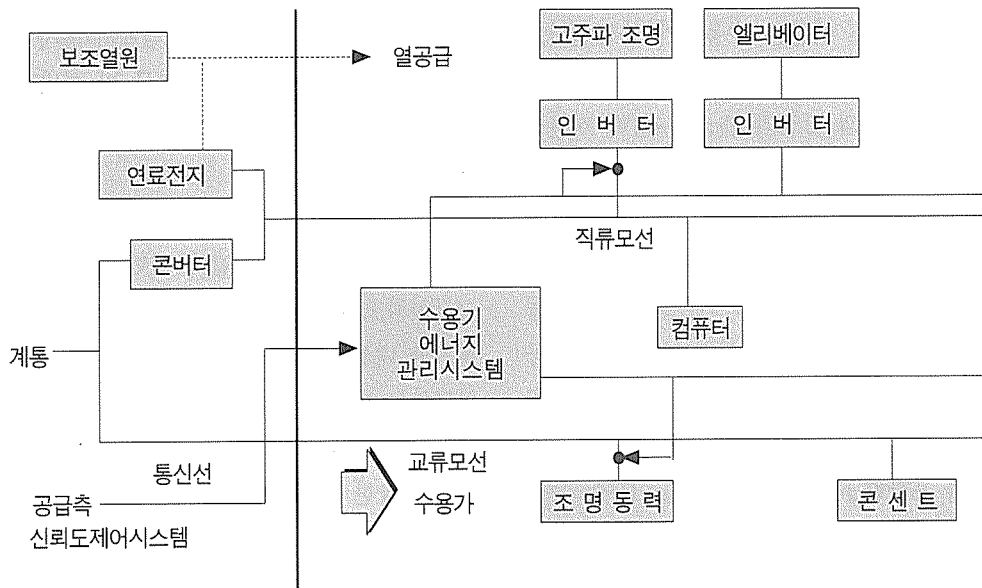 고주파 조명
엘리베이터
보조열원
열공급
인 버 터
인 버 터
연료전지
직류모선
콘버터
수용기
에너지
관리시스템
컴퓨터
계통
통신선
교류모선
공급측
신뢰도제어시스템
수용가
조 명 동 력
콘 센 트